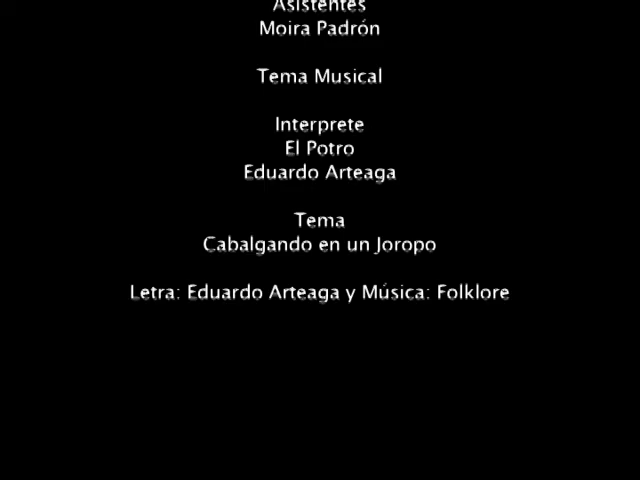 Asistentes
Moira Padrón
Tema Musical
Interprete
El Potro
Eduardo Arteaga
Tema
Cabalgando en un Joropo
Letra: Eduardo Arteaga y Música: Folklore